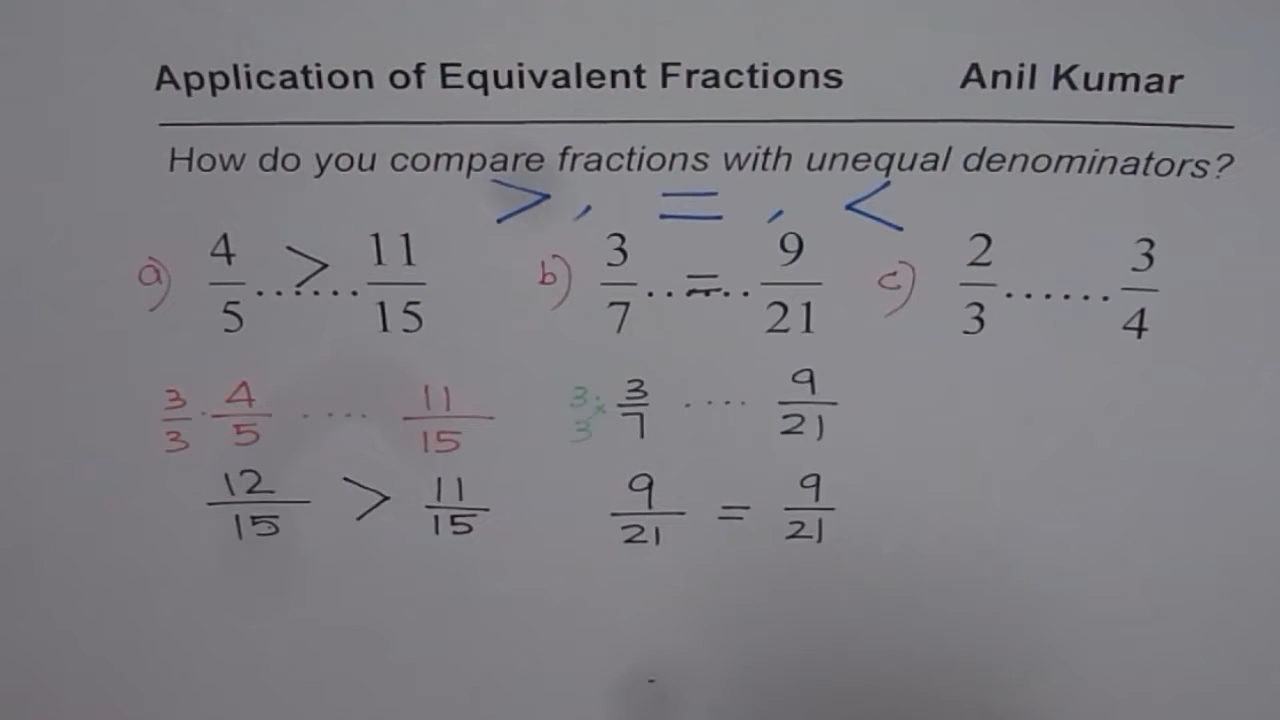 Application of Equivalent Fractions Anil Kumar
How do you compare fractions with unequal denominators?
> , = , <
a) 4/5 ...>... 11/15 b) 3/7 ..=.. 9/21 c) 2/3 ...... 3/4
3/3 · 4/5 .... 11/15 3/3 × 3/7 .... 9/21
12/15 > 11/15 9/21 = 9/21